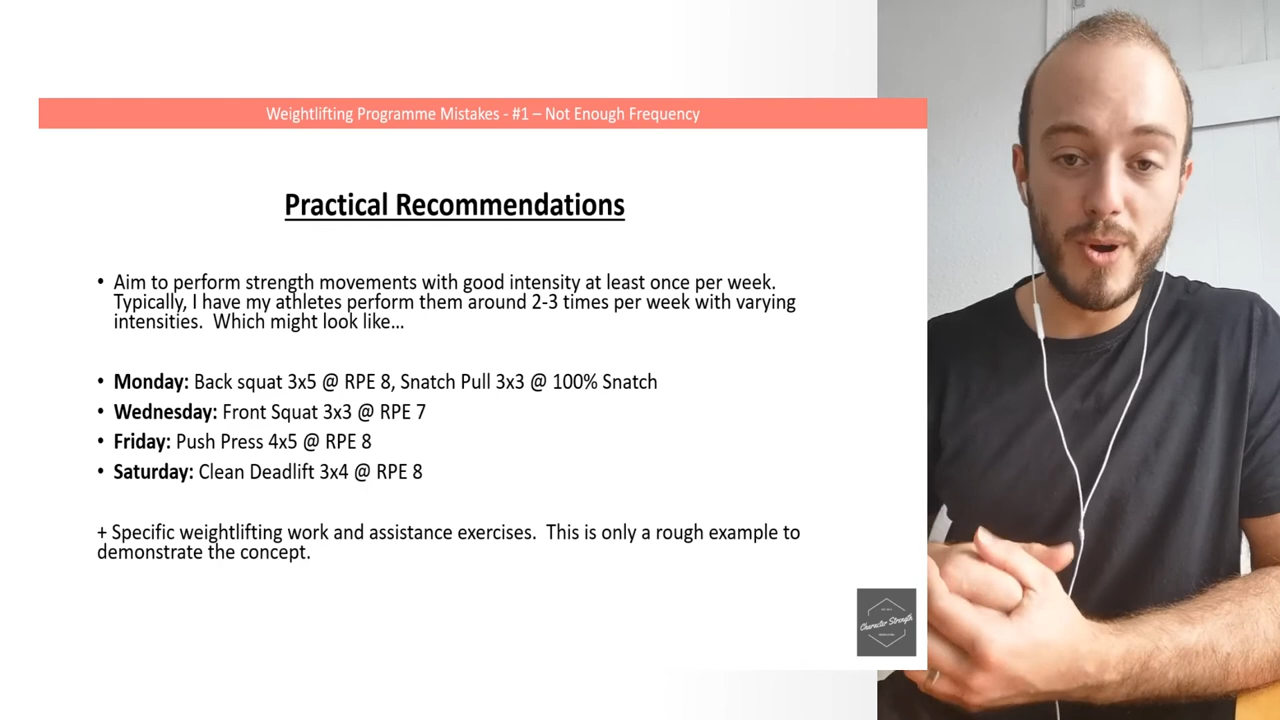 Weightlifting Programme Mistakes - #1 – Not Enough Frequency
Practical Recommendations
• Aim to perform strength movements with good intensity at least once per week.
Typically, I have my athletes perform them around 2-3 times per week with varying
intensities.  Which might look like...
• Monday: Back squat 3x5 @ RPE 8, Snatch Pull 3x3 @ 100% Snatch
• Wednesday: Front Squat 3x3 @ RPE 7
• Friday: Push Press 4x5 @ RPE 8
• Saturday: Clean Deadlift 3x4 @ RPE 8
+ Specific weightlifting work and assistance exercises.  This is only a rough example to
demonstrate the concept.
Character Strength